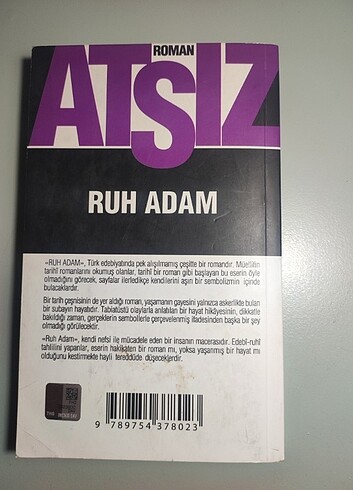 ROMAN
ATSIZ
RUH ADAM
«RUH ADAM», Türk edebiyatında pek alışılmamış çeşitte bir romandır. Müellifin
tarihî romanlarını okumuş olanlar, tarihî bir roman gibi başlayan bu eserin öyle
olmadığını görecek, sayfalar ilerledikçe kendilerini aşırı bir sembolizmin içinde
bulacaklardır.
Bir tarih çeşnisinin de yer aldığı roman, yaşamanın gayesini yalnızca askerlikte bulan
bir subayın hayatıdır. Tabiatüstü olaylarla anlatılan bir hayat hikâyesinin, dikkatle
bakıldığı zaman, gerçeklerin sembollerle çerçevelenmiş ifadesinden başka bir şey
olmadığı görülecektir.
«Ruh Adam», kendi nefsi ile mücadele eden bir insanın macerasıdır. Edebî-ruhî
tahlilini yapanlar, eserin hakikaten bir roman mı, yoksa yaşanmış bir hayat mı
olduğunu kestirmekte hayli tereddüde düşeceklerdir.
9 789754 378023